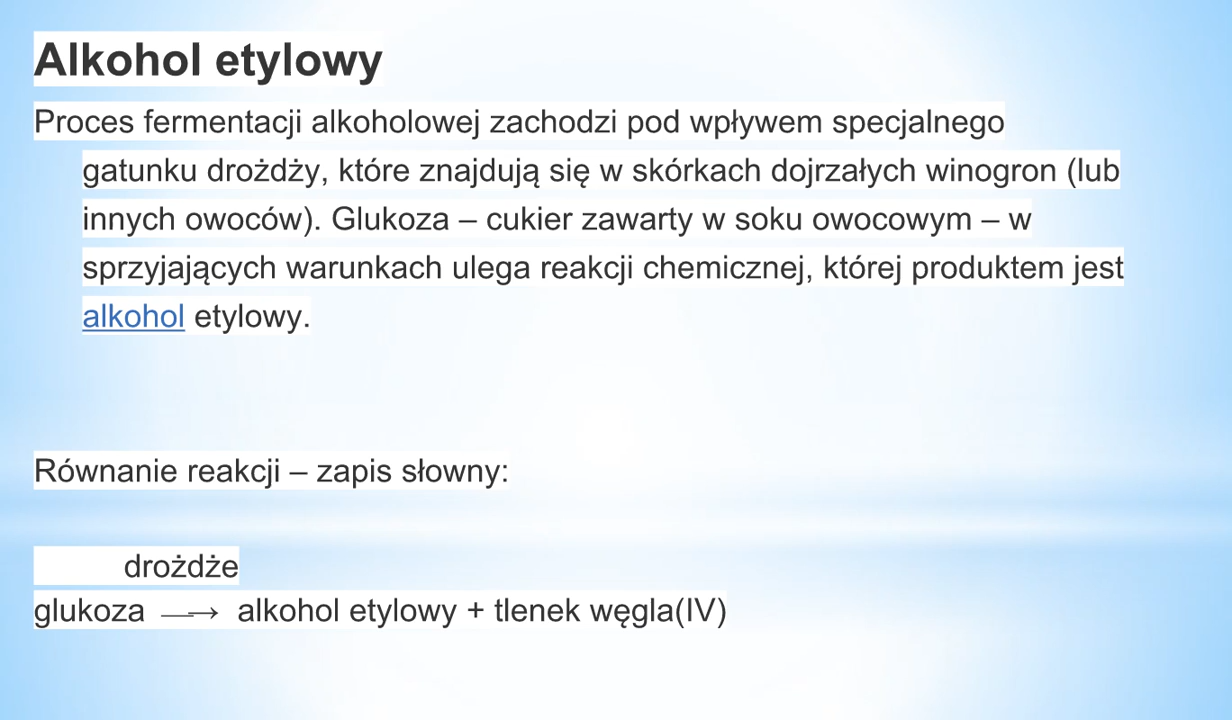 Alkohol etylowy
Proces fermentacji alkoholowej zachodzi pod wpływem specjalnego
gatunku drożdży, które znajdują się w skórkach dojrzałych winogron (lub
innych owoców). Glukoza – cukier zawarty w soku owocowym – w
sprzyjających warunkach ulega reakcji chemicznej, której produktem jest
alkohol etylowy.
Równanie reakcji – zapis słowny:
drożdże
glukoza ⟶ alkohol etylowy + tlenek węgla(IV)